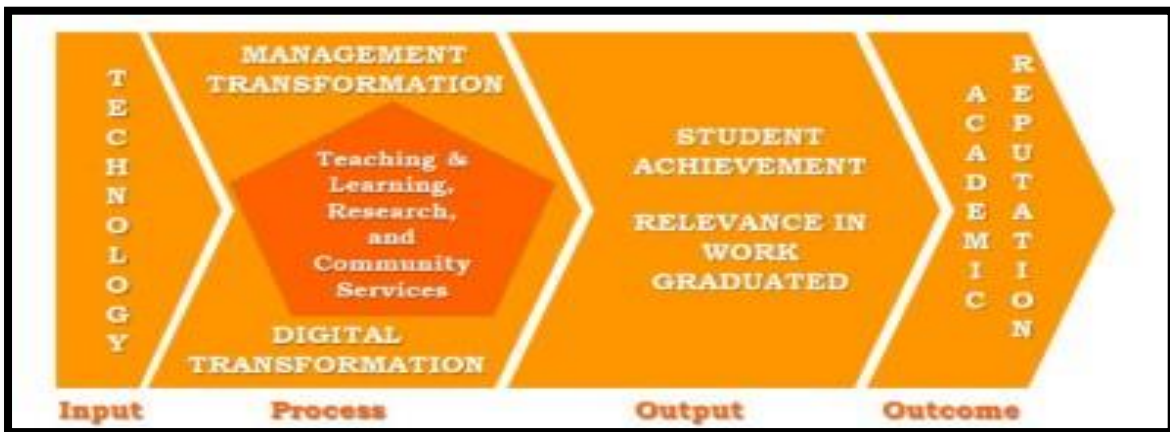 TECHNOLOGY
MANAGEMENT
TRANSFORMATION
Teaching &
Learning,
Research,
and
Community
Services
DIGITAL
TRANSFORMATION
STUDENT
ACHIEVEMENT
RELEVANCE IN
WORK
GRADUATED
ACADEMIC
REPUTATION
Input
Process
Output
Outcome